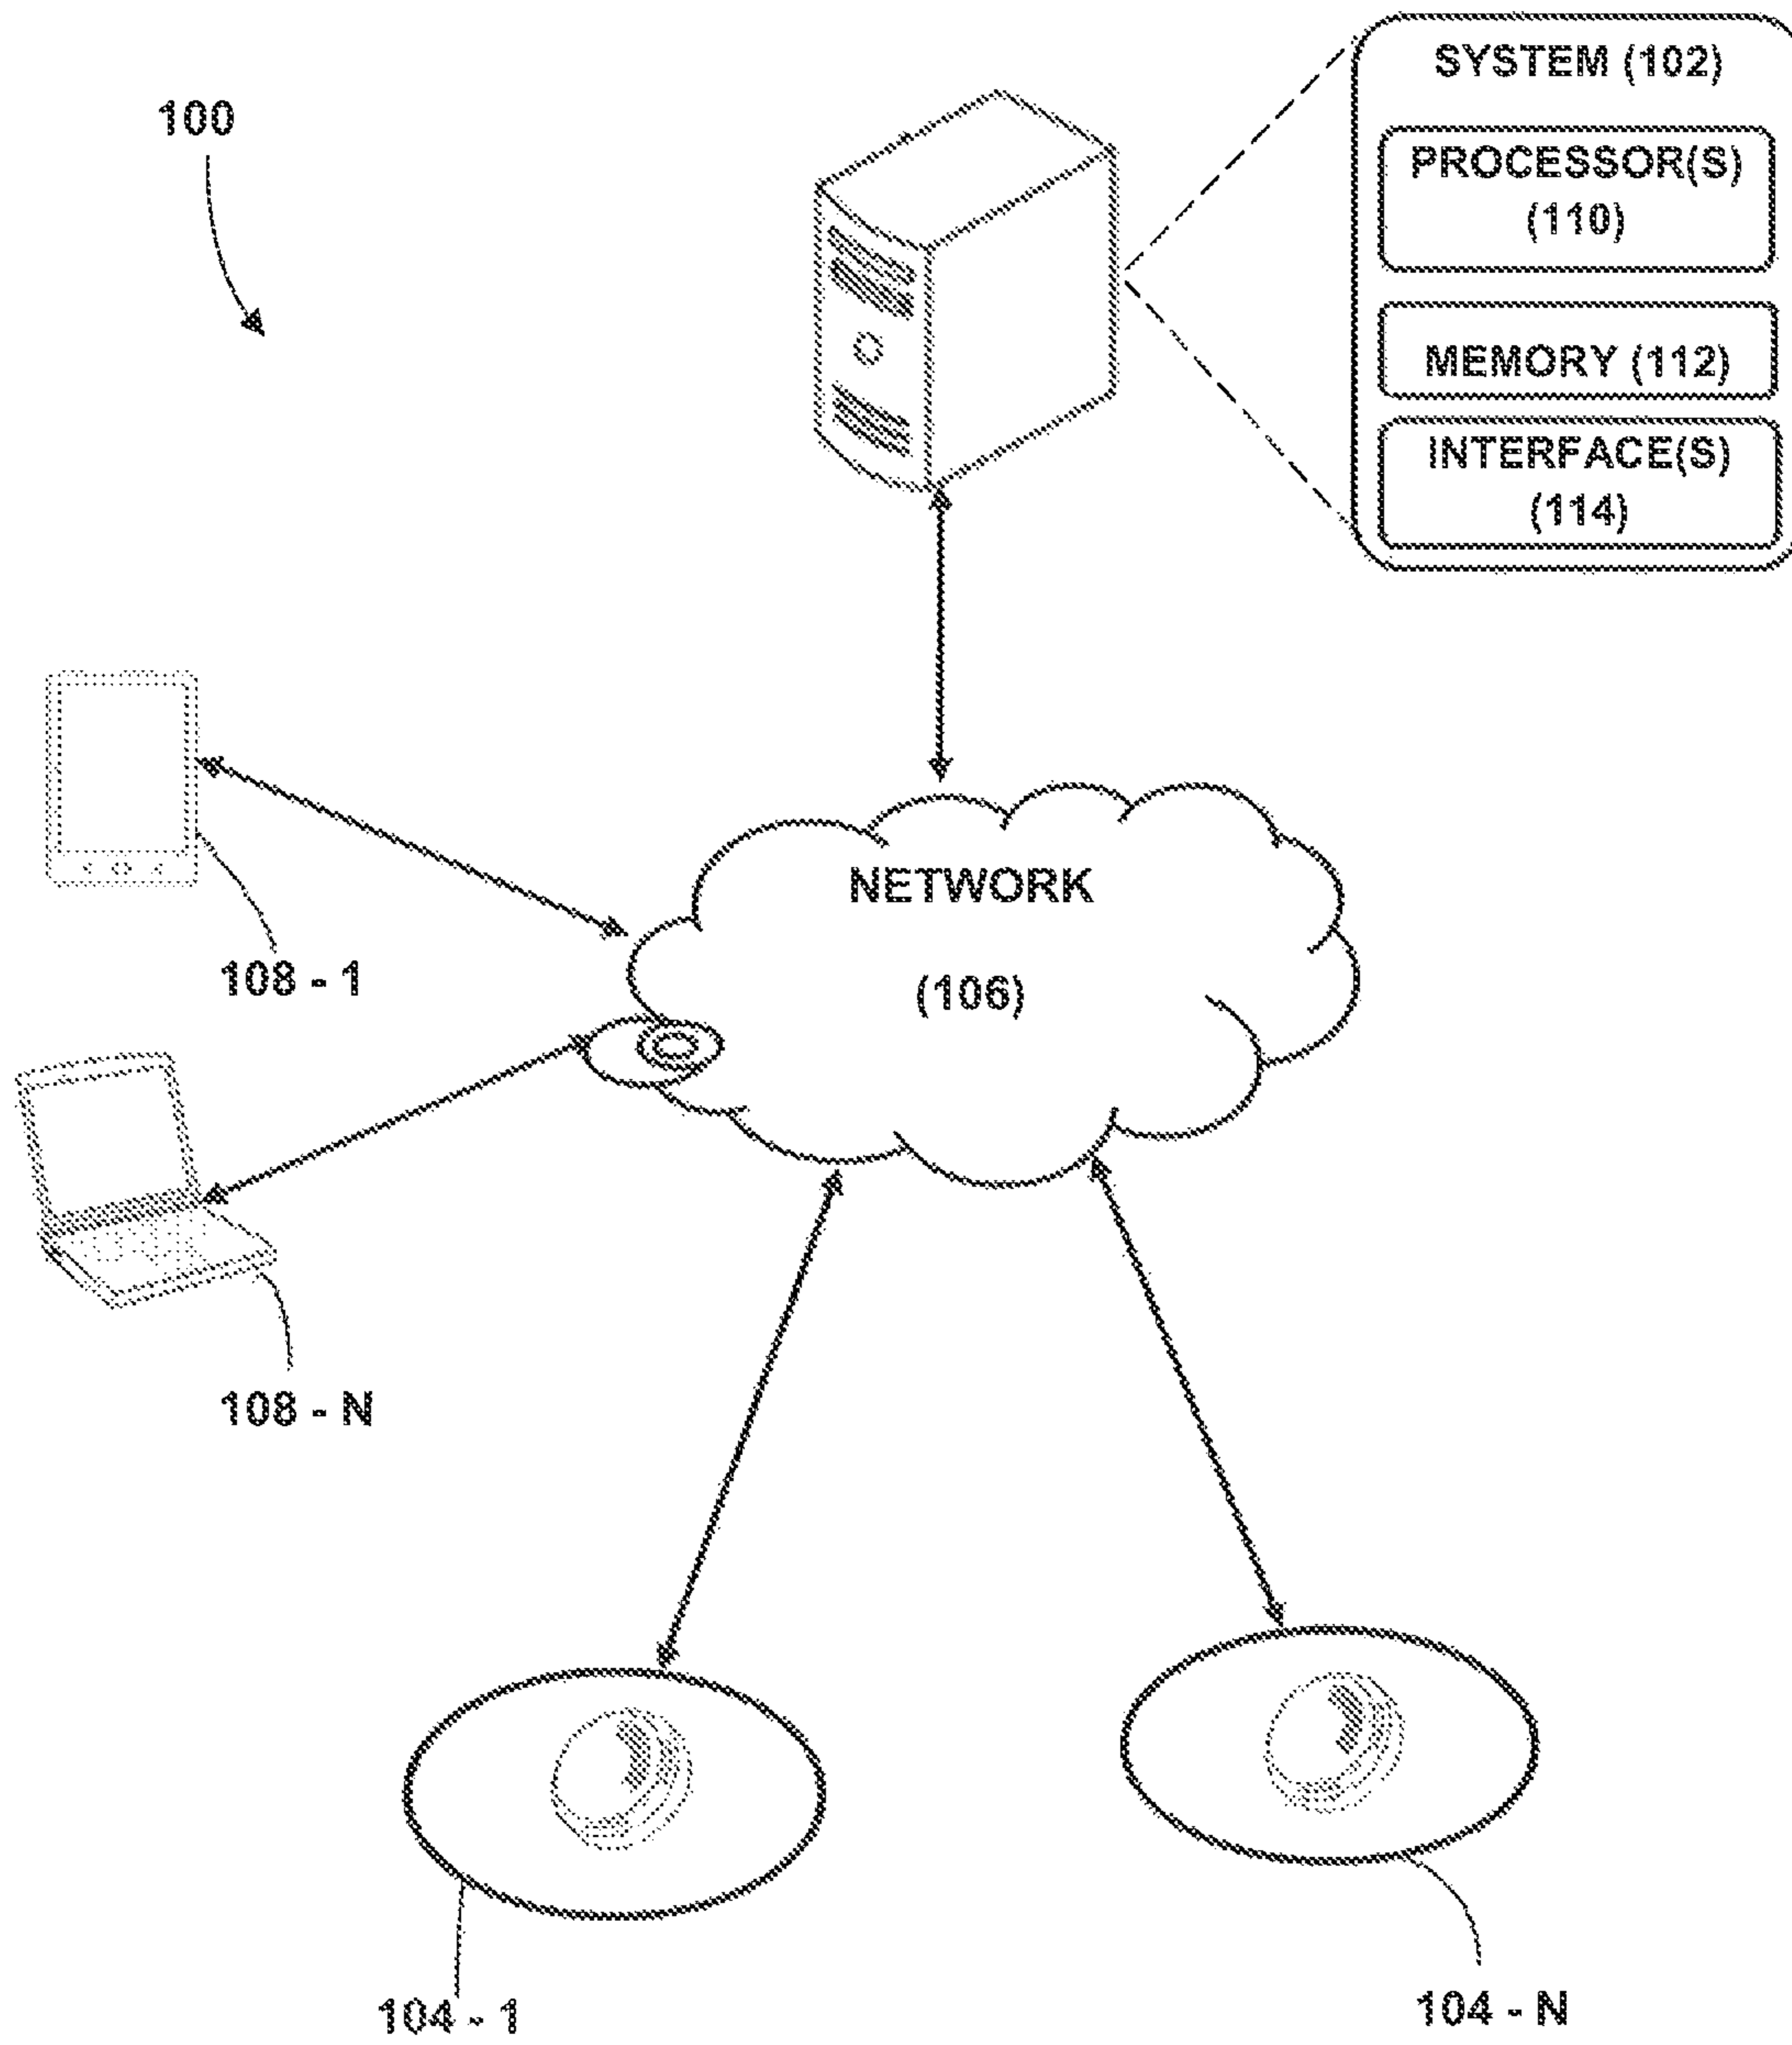 100
SYSTEM (102)
PROCESSOR(S)
(110)
MEMORY (112)
INTERFACE(S)
(114)
NETWORK
(106)
108 - 1
108 - N
104 - 1
104 - N